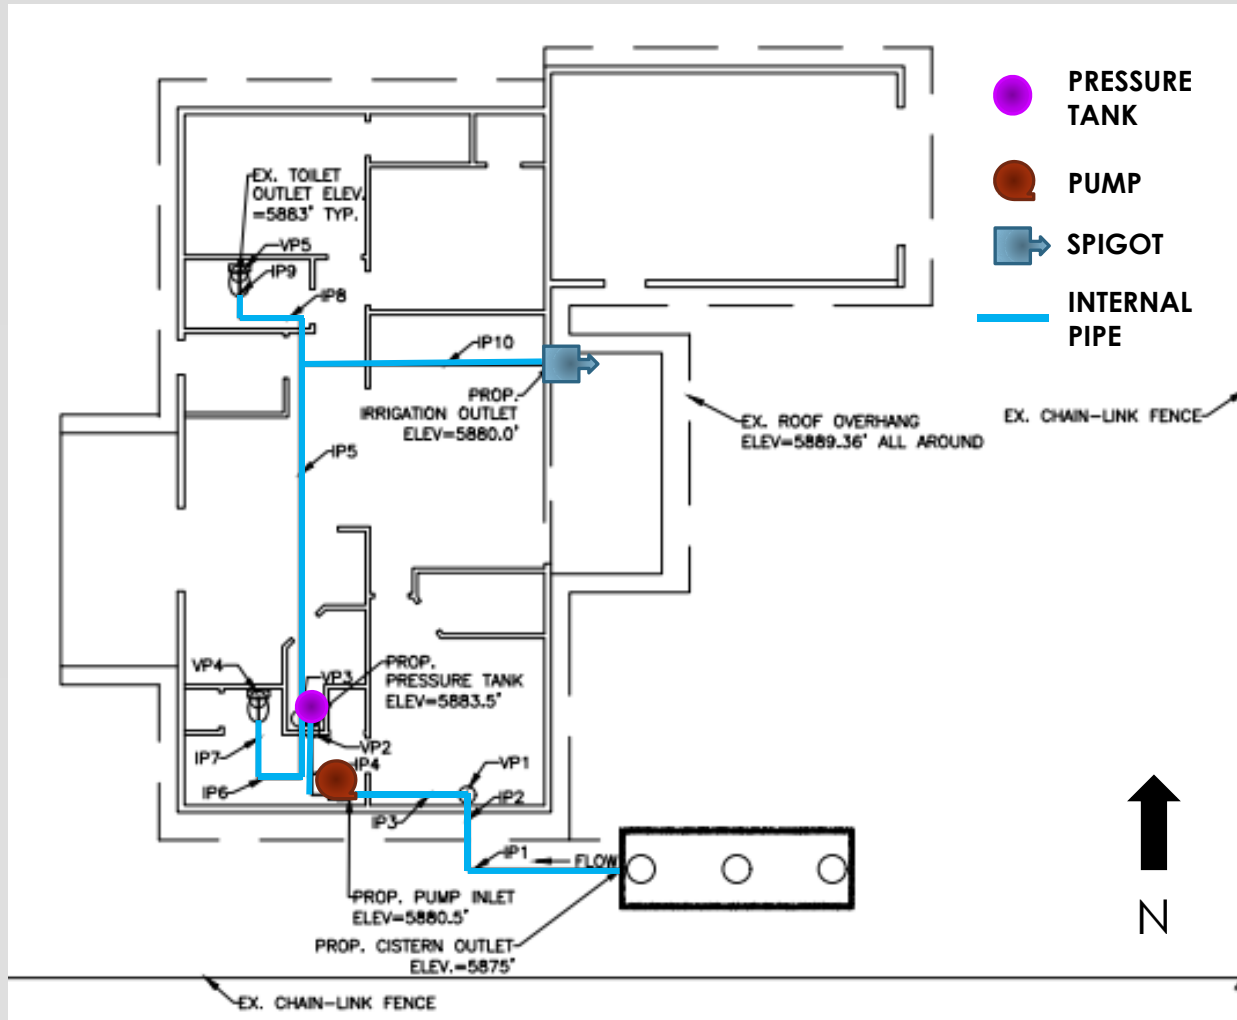 PRESSURE
TANK
PUMP
SPIGOT
INTERNAL
PIPE
EX. TOILET
OUTLET ELEV.
=5883' TYP.
VP5
IP9
IP8
IP10
PROP.
IRRIGATION OUTLET
ELEV=5880.0'
EX. ROOF OVERHANG
ELEV=5889.36' ALL AROUND
EX. CHAIN-LINK FENCE
IP5
VP4
VP3
PROP.
PRESSURE TANK
ELEV=5883.5'
VP2
IP4
IP7
IP6
VP1
IP2
IP3
IP1
FLOW
PROP. PUMP INLET
ELEV=5880.5'
PROP. CISTERN OUTLET
ELEV.=5875'
N
EX. CHAIN-LINK FENCE